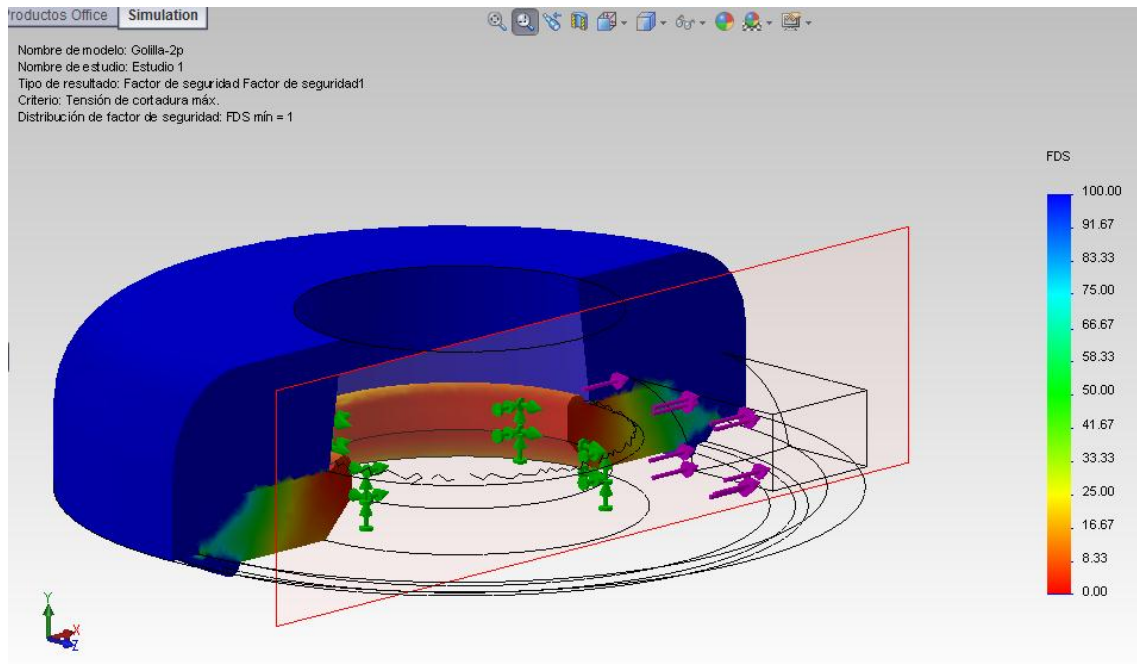 Productos Office Simulation
Nombre de modelo: Golilla-2p
Nombre de estudio: Estudio 1
Tipo de resultado: Factor de seguridad Factor de seguridad1
Criterio: Tensión de cortadura máx.
Distribución de factor de seguridad: FDS mín = 1
FDS
100.00
91.67
83.33
75.00
66.67
58.33
50.00
41.67
33.33
25.00
16.67
8.33
0.00
Y
X
Z